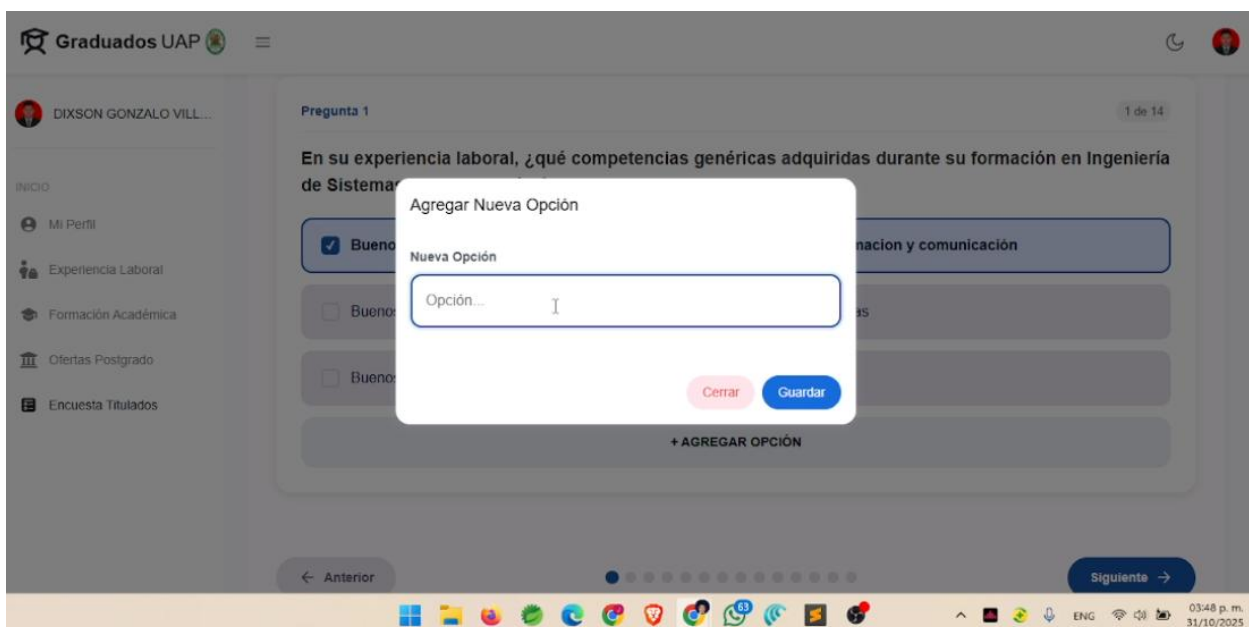 Graduados UAP
DIXSON GONZALO VILL...
INICIO
Mi Perfil
Experiencia Laboral
Formación Académica
Ofertas Postgrado
Encuesta Titulados
Pregunta 1
1 de 14
En su experiencia laboral, ¿qué competencias genéricas adquiridas durante su formación en Ingeniería
de Sistemas
Agregar Nueva Opción
Nueva Opción
Opción...
Cerrar
Guardar
Bueno
macion y comunicación
Bueno
as
Bueno
+ AGREGAR OPCIÓN
← Anterior
Siguiente →
63
ENG
03:48 p. m.
31/10/2025